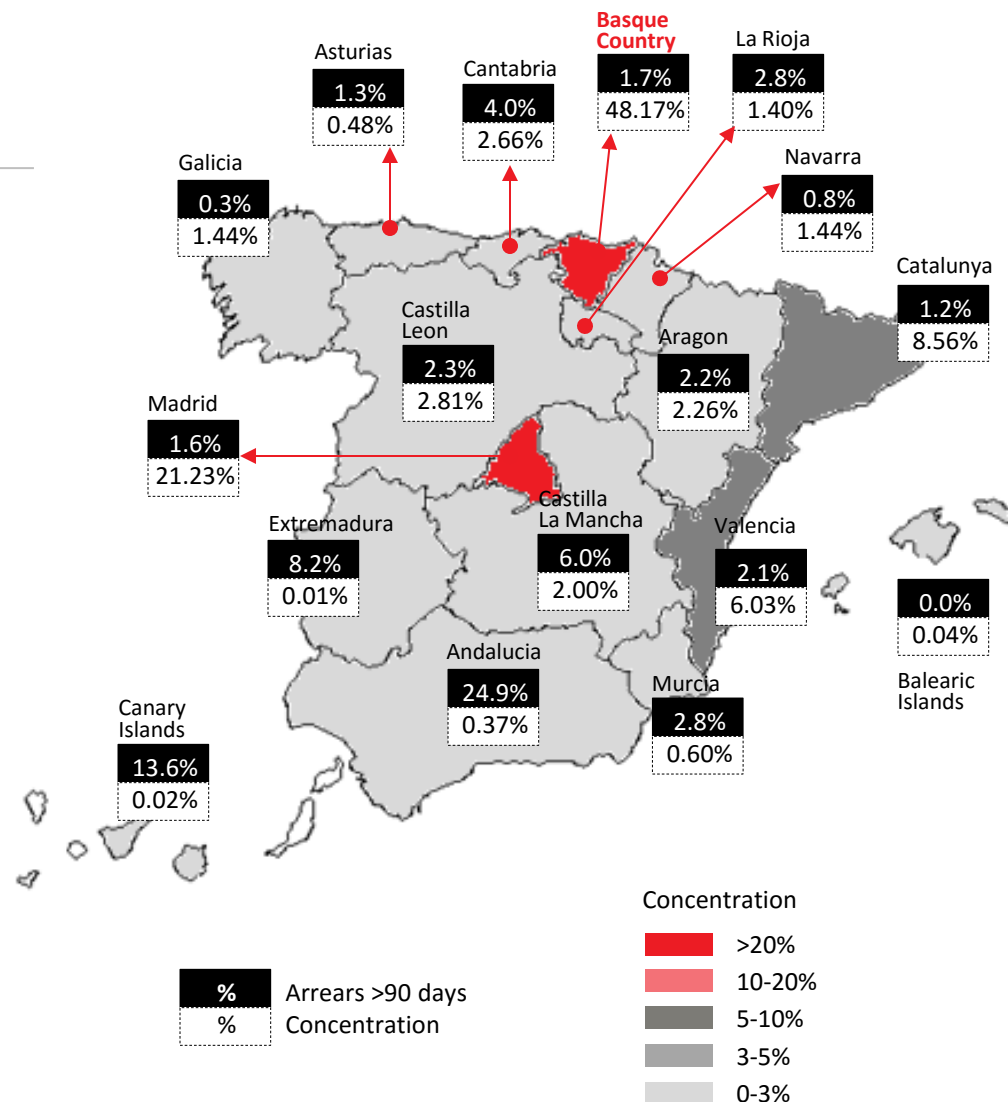 Basque
Country
1.7%
48.17%
La Rioja
2.8%
1.40%
Asturias
1.3%
0.48%
Cantabria
4.0%
2.66%
Navarra
0.8%
1.44%
Galicia
0.3%
1.44%
Catalunya
1.2%
8.56%
Castilla
Leon
2.3%
2.81%
Aragon
2.2%
2.26%
Madrid
1.6%
21.23%
Castilla
La Mancha
6.0%
2.00%
Extremadura
8.2%
0.01%
Valencia
2.1%
6.03%
0.0%
0.04%
Balearic
Islands
Andalucia
24.9%
0.37%
Murcia
2.8%
0.60%
Canary
Islands
13.6%
0.02%
Concentration
>20%
10-20%
5-10%
3-5%
0-3%
% Arrears >90 days
% Concentration